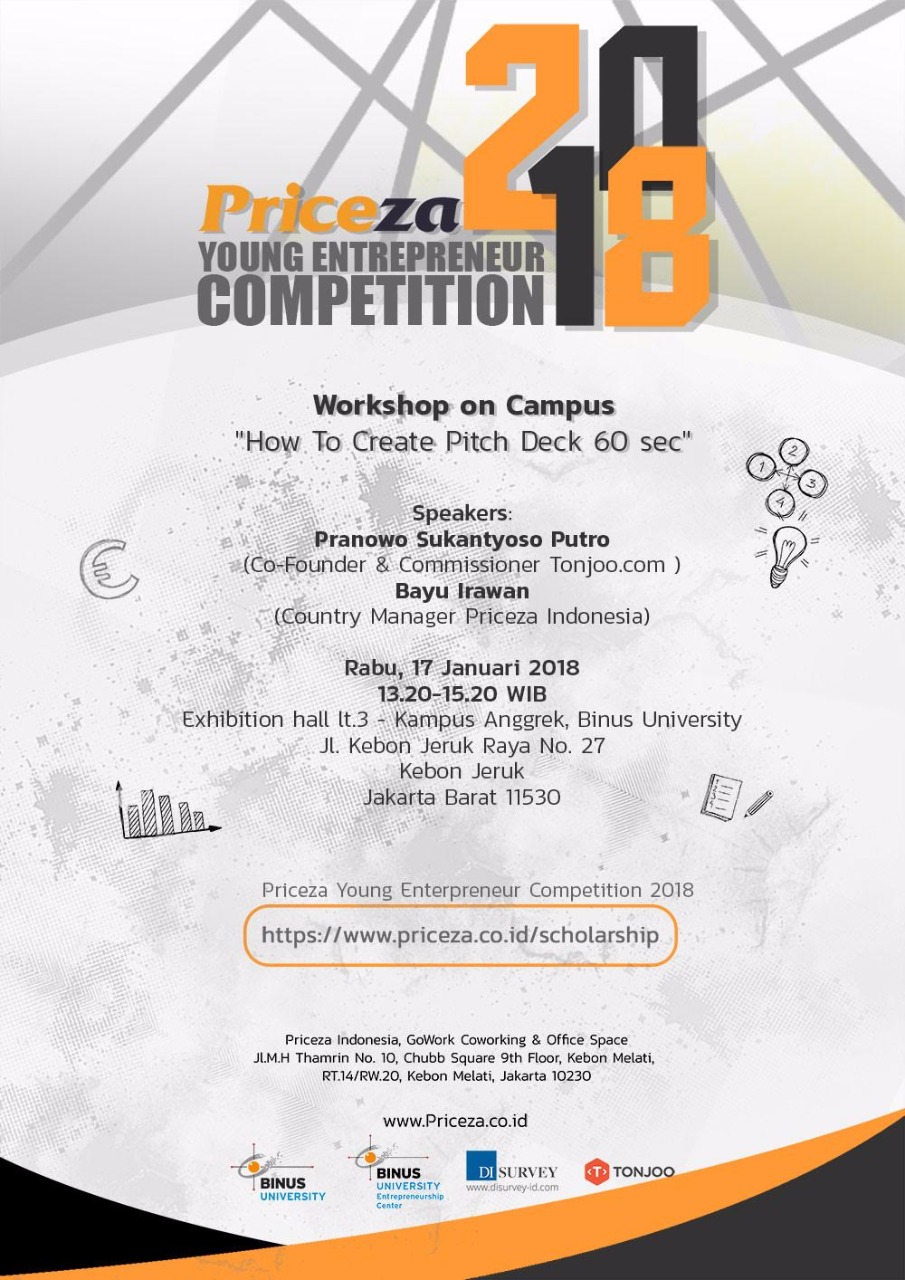 2018
Priceza
YOUNG ENTREPRENEUR
COMPETITION
Workshop on Campus
"How To Create Pitch Deck 60 sec"
1
2
3
4
Speakers:
Pranowo Sukantyoso Putro
(Co-Founder & Commissioner Tonjoo.com )
Bayu Irawan
(Country Manager Priceza Indonesia)
€
Rabu, 17 Januari 2018
13.20-15.20 WIB
Exhibition hall lt.3 - Kampus Anggrek, Binus University
Jl. Kebon Jeruk Raya No. 27
Kebon Jeruk
Jakarta Barat 11530
Priceza Young Enterpreneur Competition 2018
https://www.priceza.co.id/scholarship
Priceza Indonesia, GoWork Coworking & Office Space
Jl.M.H Thamrin No. 10, Chubb Square 9th Floor, Kebon Melati,
RT.14/RW.20, Kebon Melati, Jakarta 10230
www.Priceza.co.id
BINUS
UNIVERSITY
BINUS
UNIVERSITY
Entrepreneurship
Center
DI SURVEY
www.disurvey-id.com
<T> TONJOO